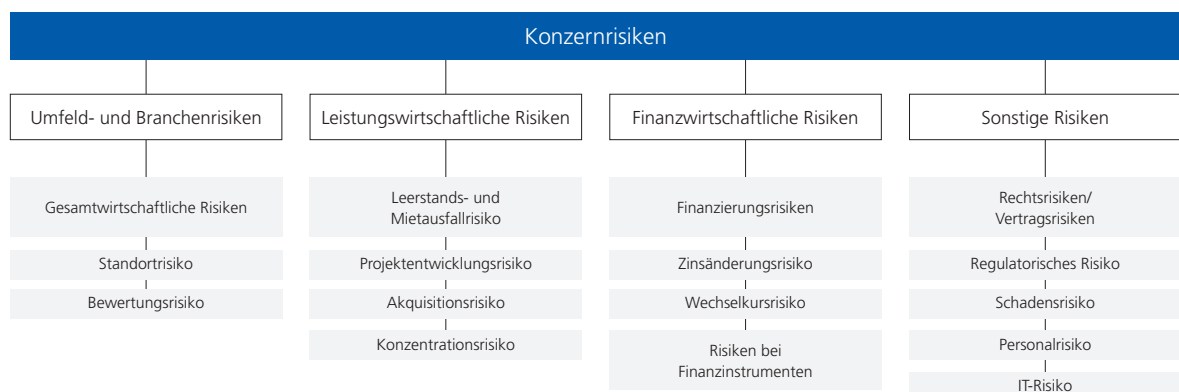 Konzernrisiken
Umfeld- und Branchenrisiken
Gesamtwirtschaftliche Risiken
Standortrisiko
Bewertungsrisiko
Leistungswirtschaftliche Risiken
Leerstands- und
Mietausfallrisiko
Projektentwicklungsrisiko
Akquisitionsrisiko
Konzentrationsrisiko
Finanzwirtschaftliche Risiken
Finanzierungsrisiken
Zinsänderungsrisiko
Wechselkursrisiko
Risiken bei
Finanzinstrumenten
Sonstige Risiken
Rechtsrisiken/
Vertragsrisiken
Regulatorisches Risiko
Schadensrisiko
Personalrisiko
IT-Risiko